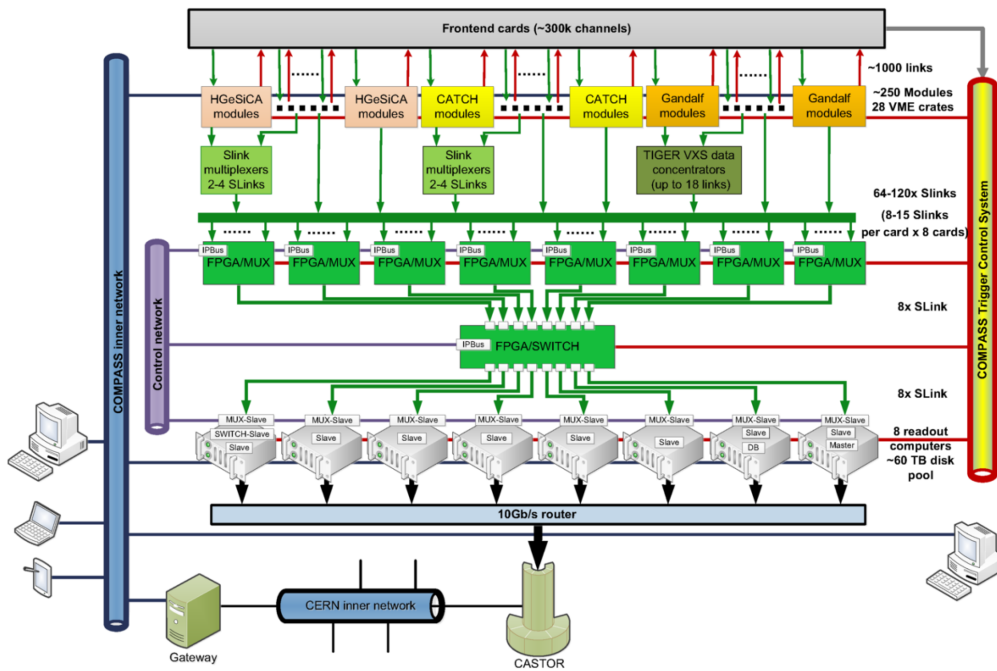 Frontend cards (~300k channels)
~1000 links
HGeSiCA
modules
HGeSiCA
modules
CATCH
modules
CATCH
modules
Gandalf
modules
Gandalf
modules
~250 Modules
28 VME crates
Slink
multiplexers
2-4 SLinks
Slink
multiplexers
2-4 SLinks
TIGER VXS data
concentrators
(up to 18 links)
64-120x Slinks
(8-15 Slinks
per card x 8 cards)
IPBus
FPGA/MUX
IPBus
FPGA/MUX
IPBus
FPGA/MUX
IPBus
FPGA/MUX
IPBus
FPGA/MUX
IPBus
FPGA/MUX
IPBus
FPGA/MUX
IPBus
FPGA/MUX
8x SLink
IPBus
FPGA/SWITCH
8x SLink
COMPASS inner network
Control network
COMPASS Trigger Control System
MUX-Slave
SWITCH-Slave
Slave
MUX-Slave
Slave
MUX-Slave
Slave
MUX-Slave
Slave
MUX-Slave
Slave
MUX-Slave
Slave
MUX-Slave
Slave
DB
MUX-Slave
Slave
Master
8 readout
computers
~60 TB disk
pool
10Gb/s router
CERN inner network
Gateway
CASTOR